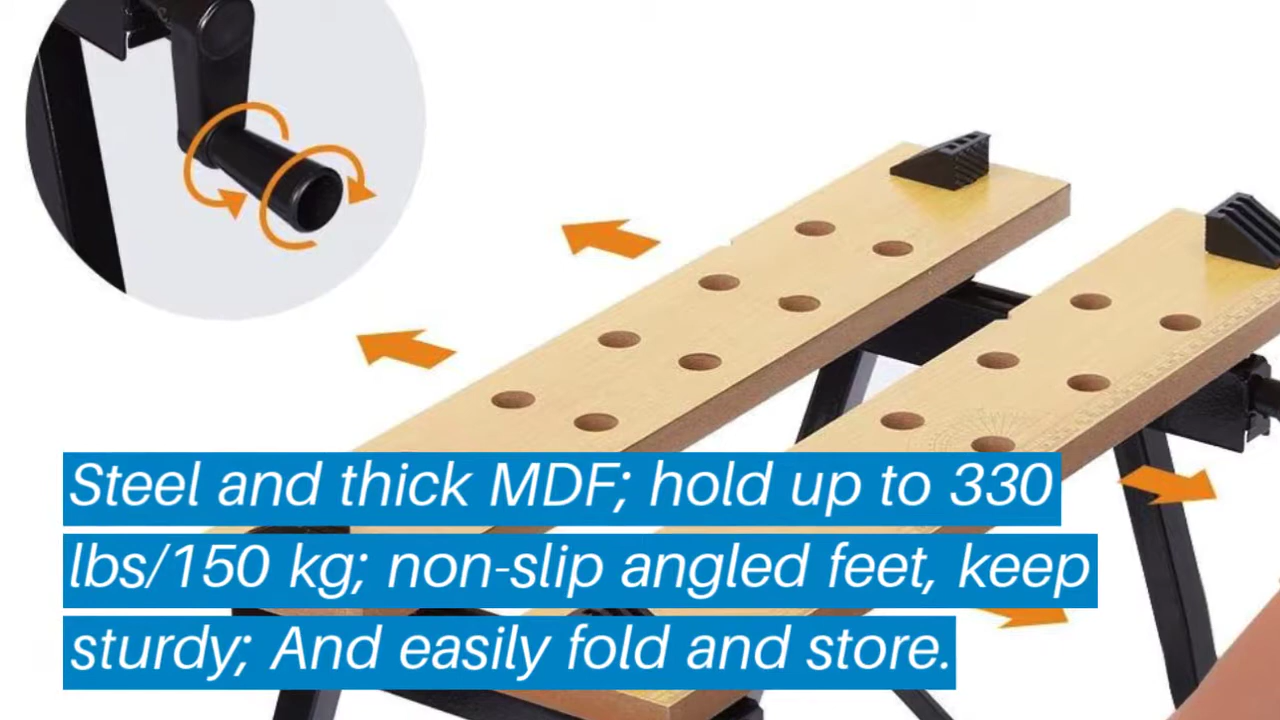 Steel and thick MDF; hold up to 330
lbs/150 kg; non-slip angled feet, keep
sturdy; And easily fold and store.